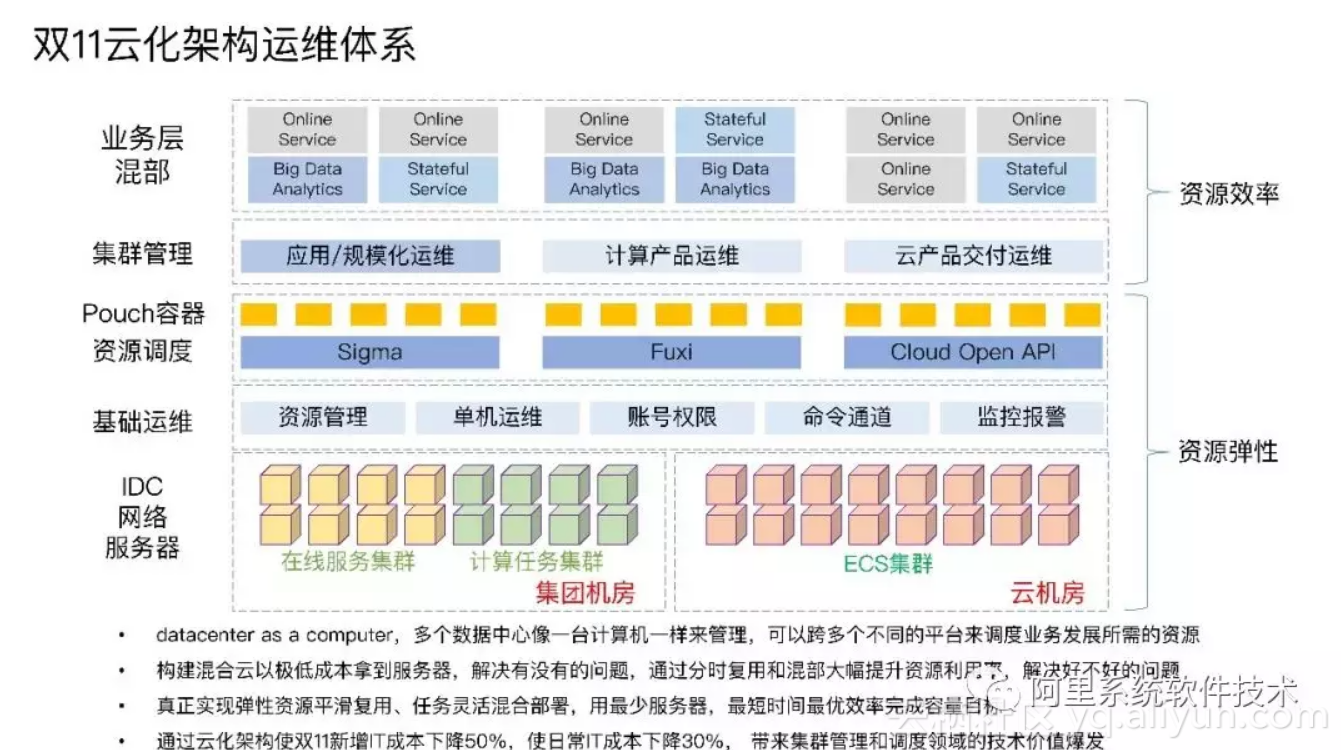 双11云化架构运维体系
业务层
混部
Online Service
Online Service
Online Service
Stateful Service
Online Service
Online Service
Big Data Analytics
Stateful Service
Big Data Analytics
Big Data Analytics
Online Service
Stateful Service
资源效率
集群管理
应用/规模化运维
计算产品运维
云产品交付运维
Pouch容器
资源调度
Sigma
Fuxi
Cloud Open API
基础运维
资源管理
单机运维
账号权限
命令通道
监控报警
资源弹性
IDC
网络
服务器
在线服务集群
计算任务集群
ECS集群
集团机房
云机房
• datacenter as a computer，多个数据中心像一台计算机一样来管理，可以跨多个不同的平台来调度业务发展所需的资源
• 构建混合云以极低成本拿到服务器，解决有没有的问题，通过分时复用和混部大幅提升资源利用率，解决好不好的问题
• 真正实现弹性资源平滑复用、任务灵活混合部署，用最少服务器，最短时间最优效率完成容量目标
• 通过云化架构使双11新增IT成本下降50%，使日常IT成本下降30%，带来集群管理和调度领域的技术价值爆发
阿里系统软件技术
云栖社区 yq.aliyun.com